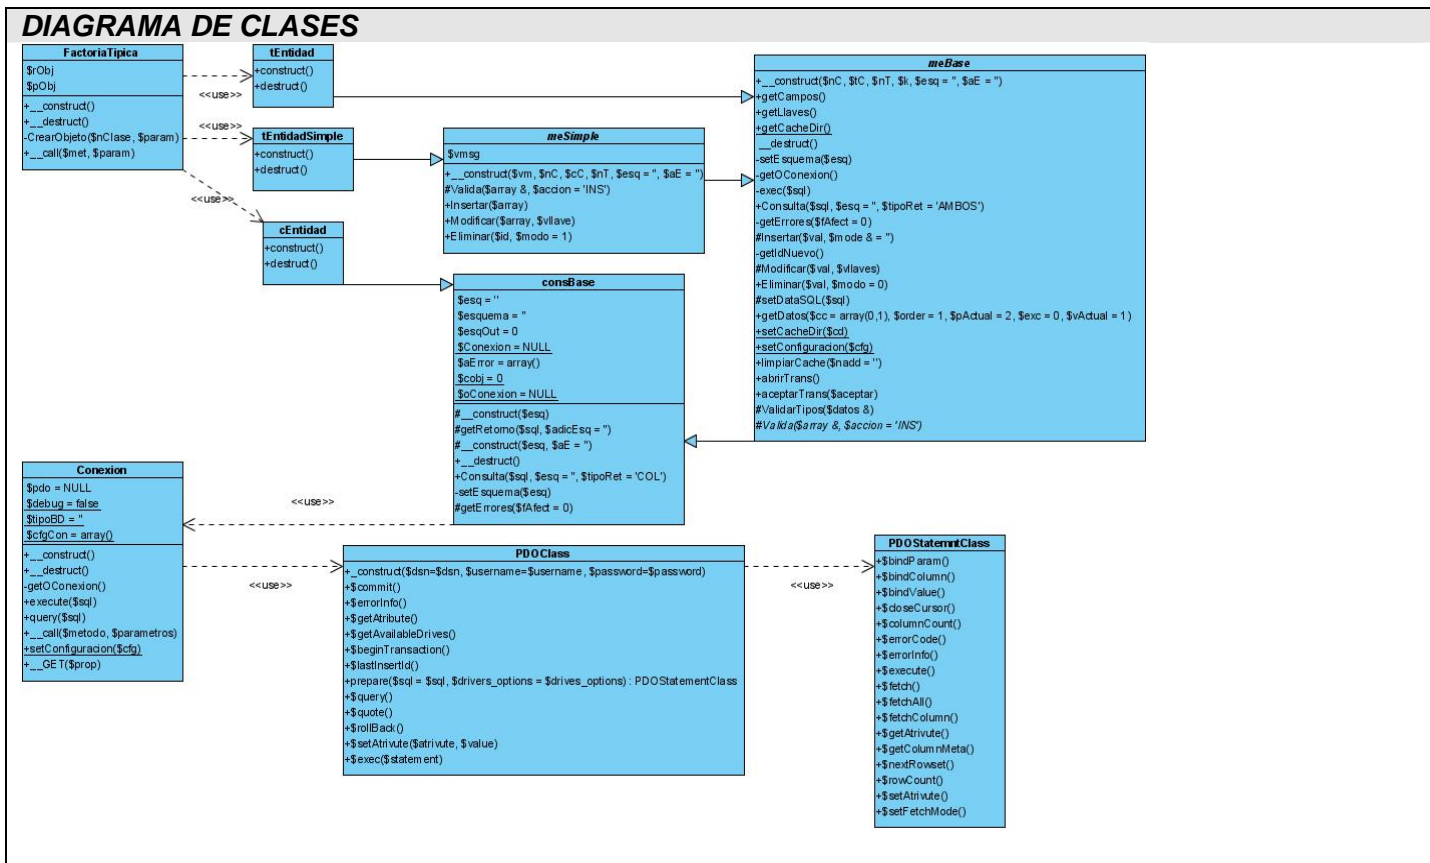 DIAGRAMA DE CLASES
FactoriaTipica
$rObj
$pObj
+__construct()
+__destruct()
-CrearObjeto($nClase, $param)
+__call($met, $param)
<<use>>
<<use>>
<<use>>
tEntidad
+construct()
+destruct()
tEntidadSimple
+construct()
+destruct()
cEntidad
+construct()
+destruct()
meSimple
$vmsg
+__construct($vm, $nC, $cC, $nT, $esq = '', $aE = '')
#Valida($array &, $accion = 'INS')
+Insertar($array)
+Modificar($array, $vllave)
+Eliminar($id, $modo = 1)
meBase
+__construct($nC, $tC, $nT, $k, $esq = '', $aE = '')
+getCampos()
+getLlaves()
+getCacheDir()
__destruct()
-setEsquema($esq)
-getOConexion()
-exec($sql)
+Consulta($sql, $esq = '', $tipoRet = 'AMBOS')
-getErrores($fAfect = 0)
#Insertar($val, $mode & = '')
-getIdNuevo()
#Modificar($val, $vllaves)
+Eliminar($val, $modo = 0)
#setDataSQL($sql)
+getDatos($cc = array(0,1), $order = 1, $pActual = 2, $exc = 0, $vActual = 1)
+setCacheDir($cd)
+setConfiguracion($cfg)
+limpiarCache($nadd = '')
+abrirTrans()
+aceptarTrans($aceptar)
#ValidarTipos($datos &)
#Valida($array &, $accion = 'INS')
consBase
$esq = ''
$esquema = ''
$esqOut = 0
$Conexion = NULL
$aError = array()
$cobj = 0
$oConexion = NULL
#__construct($esq)
#getRetorno($sql, $adicEsq = '')
#__construct($esq, $aE = '')
+__destruct()
+Consulta($sql, $esq = '', $tipoRet = 'COL')
-setEsquema($esq)
#getErrores($fAfect = 0)
<<use>>
Conexion
$pdo = NULL
$debug = false
$tipoBD = ''
$cfgCon = array()
+__construct()
+__destruct()
-getOConexion()
+execute($sql)
+query($sql)
+__call($metodo, $parametros)
+setConfiguracion($cfg)
+__GET($prop)
<<use>>
PDOClass
+_construct($dsn=$dsn, $username=$username, $password=$password)
+$commit()
+$errorInfo()
+$getAtribute()
+$getAvailableDrives()
+$beginTransaction()
+$lastInsertId()
+prepare($sql = $sql, $drivers_options = $drives_options) : PDOStatementClass
+$query()
+$quote()
+$rollBack()
+$setAtrivute($atrivute, $value)
+$exec($statement)
<<use>>
PDOStatemntClass
+$bindParam()
+$bindColumn()
+$bindValue()
+$closeCursor()
+$columnCount()
+$errorCode()
+$errorInfo()
+$execute()
+$fetch()
+$fetchAll()
+$fetchColumn()
+$getAtrivute()
+$getColumnMeta()
+$nextRowset()
+$rowCount()
+$setAtrivute()
+$setFetchMode()